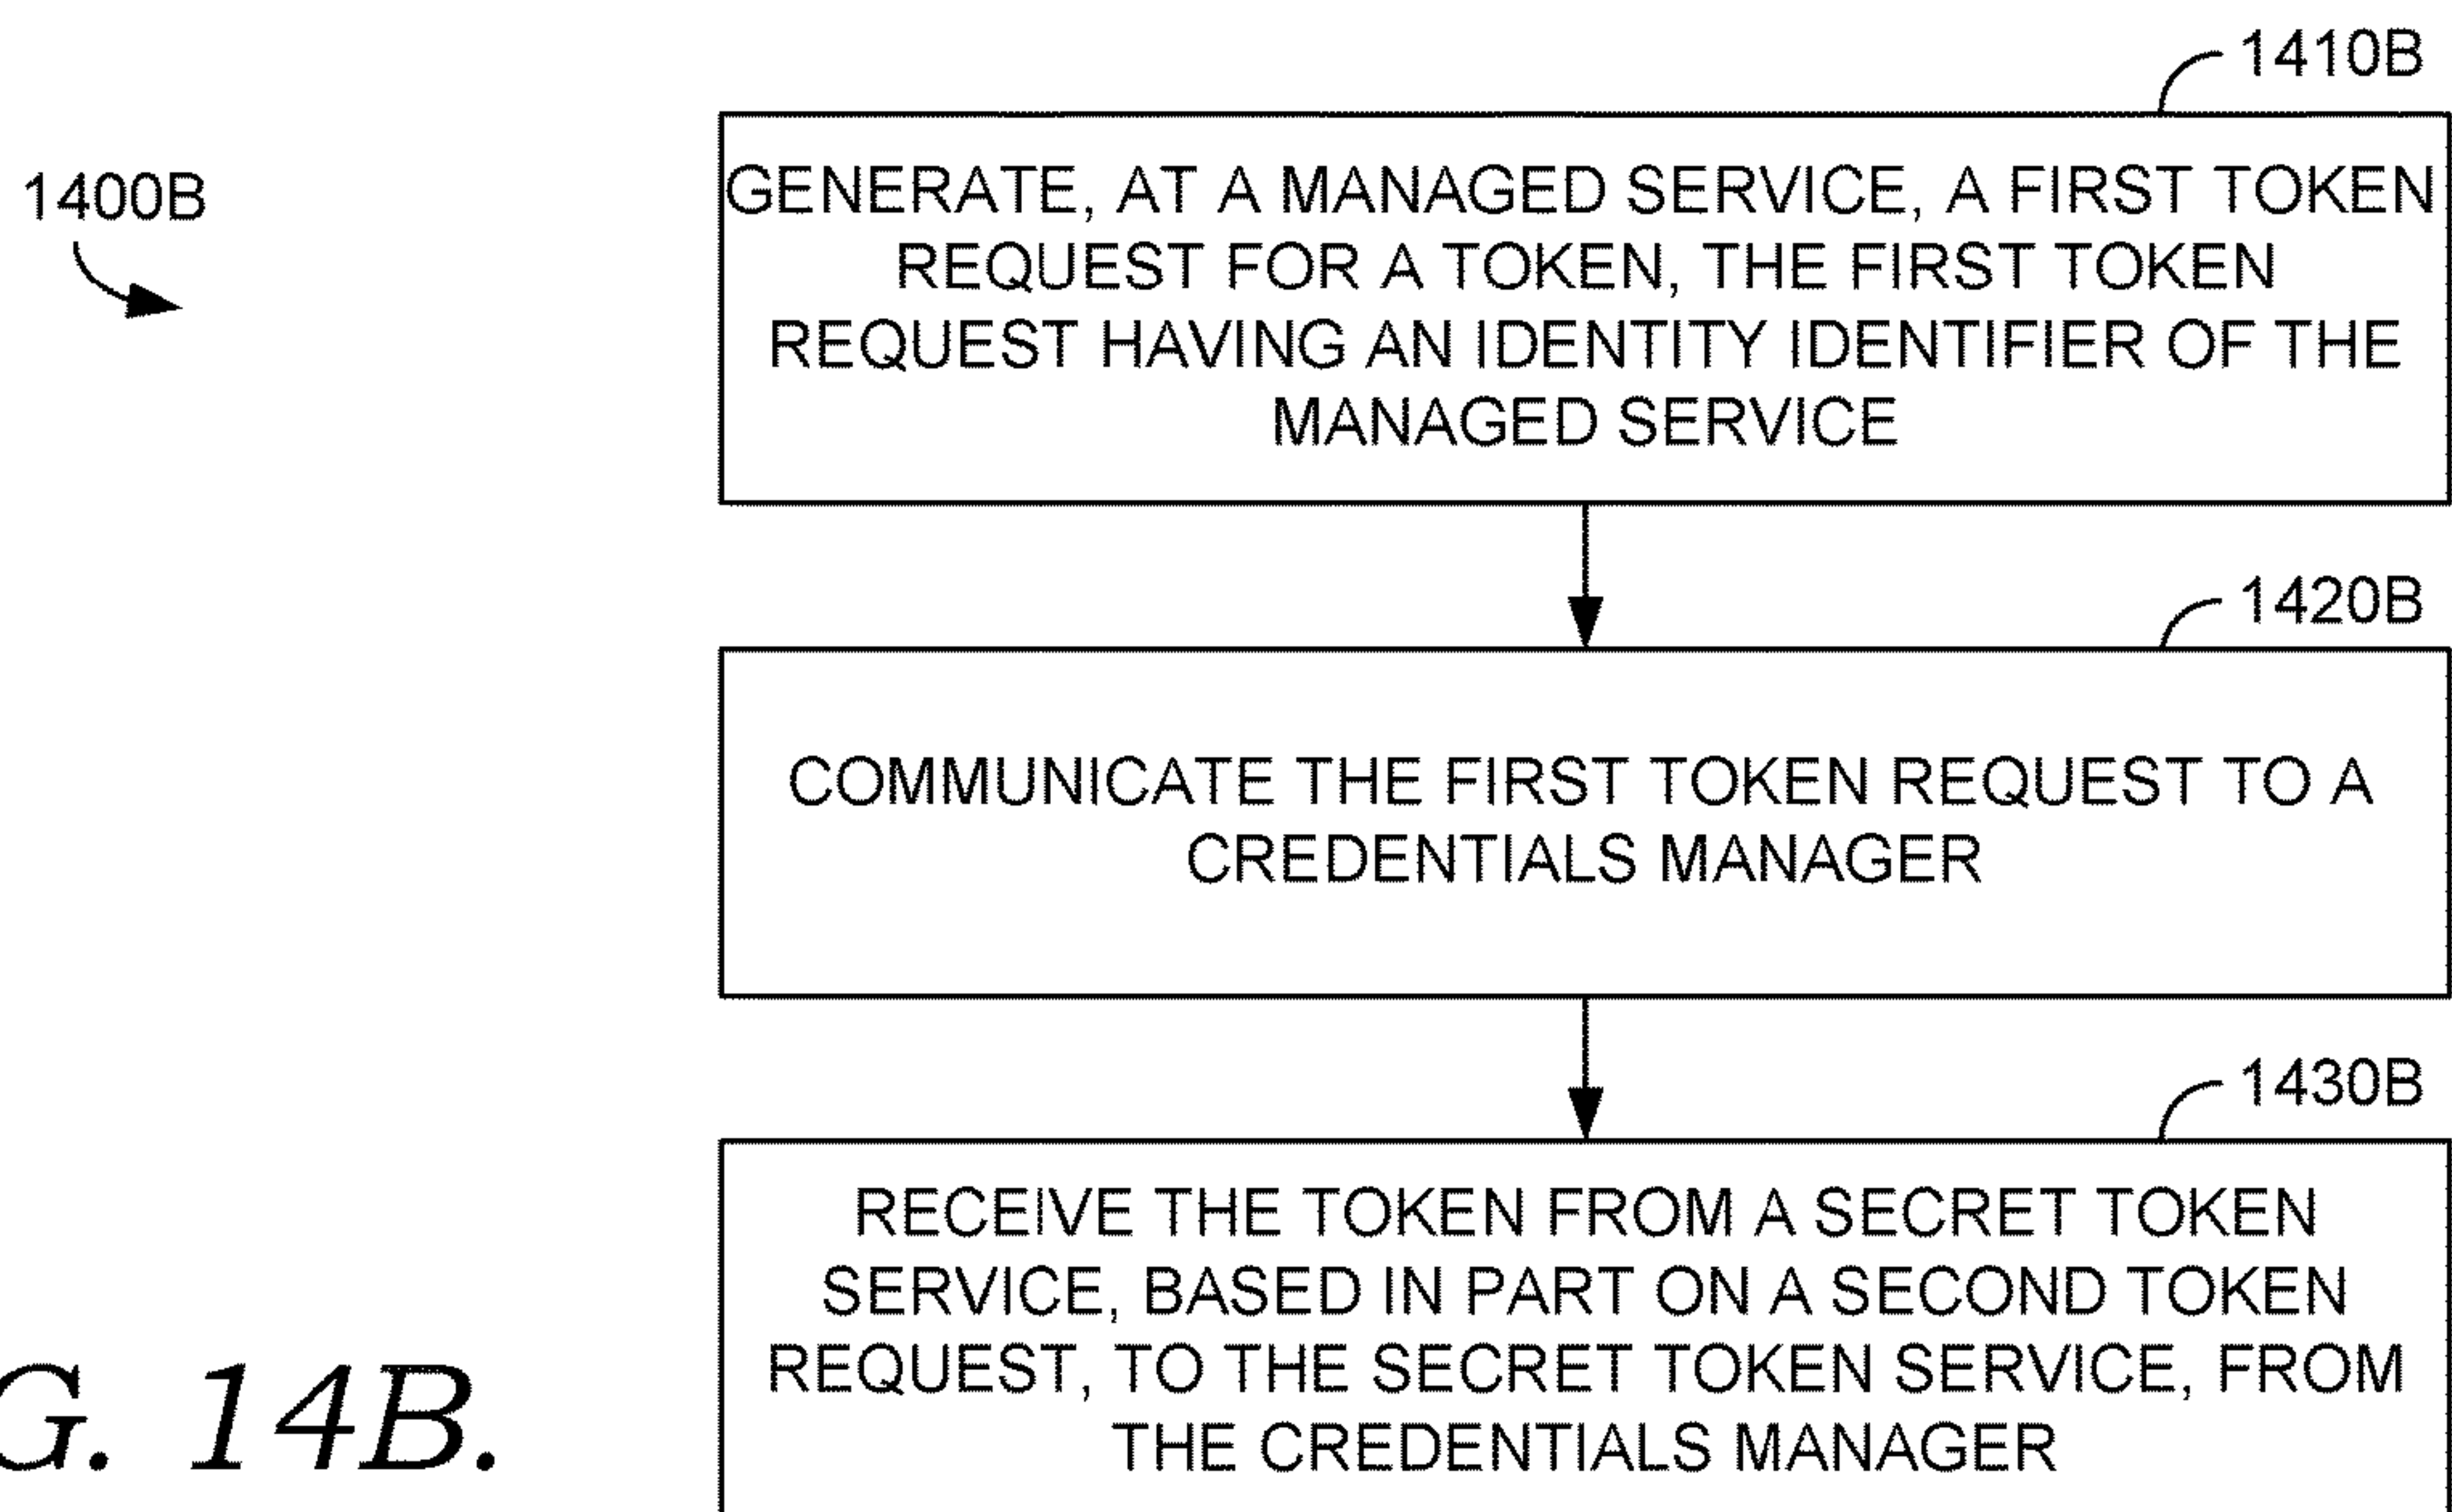 1410B
1400B
GENERATE, AT A MANAGED SERVICE, A FIRST TOKEN
REQUEST FOR A TOKEN, THE FIRST TOKEN
REQUEST HAVING AN IDENTITY IDENTIFIER OF THE
MANAGED SERVICE
1420B
COMMUNICATE THE FIRST TOKEN REQUEST TO A
CREDENTIALS MANAGER
1430B
RECEIVE THE TOKEN FROM A SECRET TOKEN
SERVICE, BASED IN PART ON A SECOND TOKEN
REQUEST, TO THE SECRET TOKEN SERVICE, FROM
THE CREDENTIALS MANAGER
G. 14B.